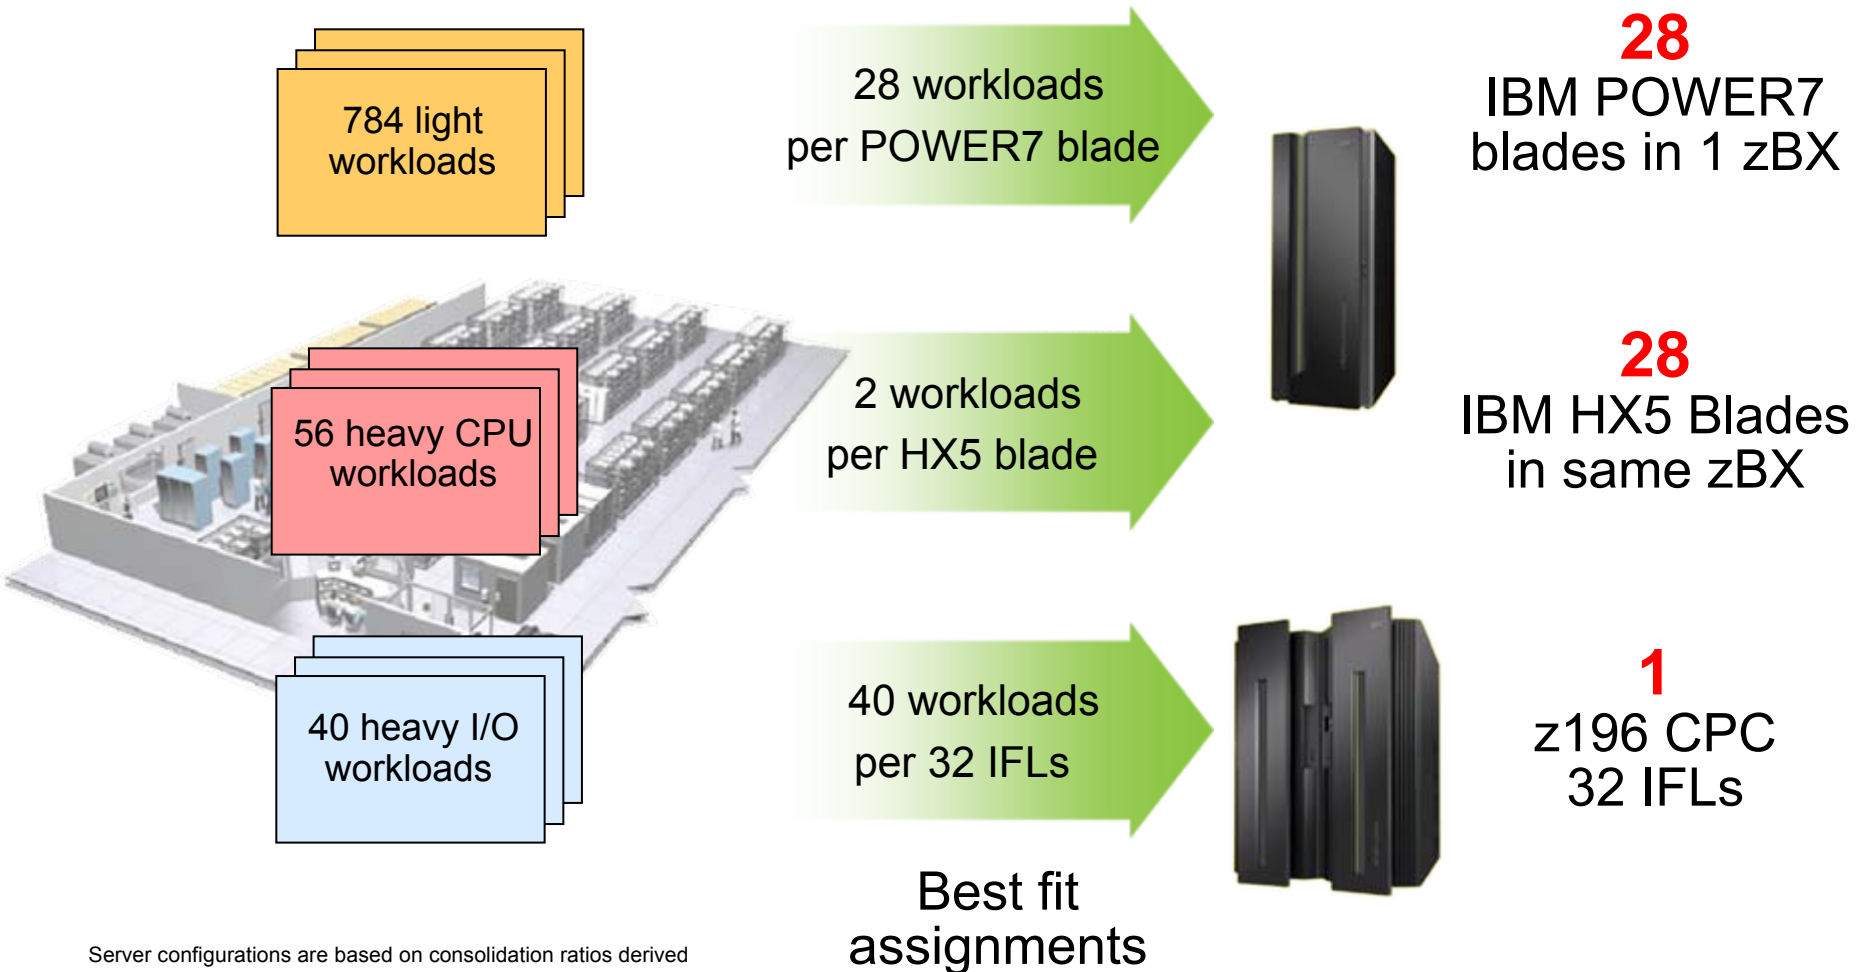 784 light
workloads
28 workloads
per POWER7 blade
28
IBM POWER7
blades in 1 zBX
56 heavy CPU
workloads
2 workloads
per HX5 blade
28
IBM HX5 Blades
in same zBX
40 heavy I/O
workloads
40 workloads
per 32 IFLs
1
z196 CPC
32 IFLs
Best fit
assignments
Server configurations are based on consolidation ratios derived